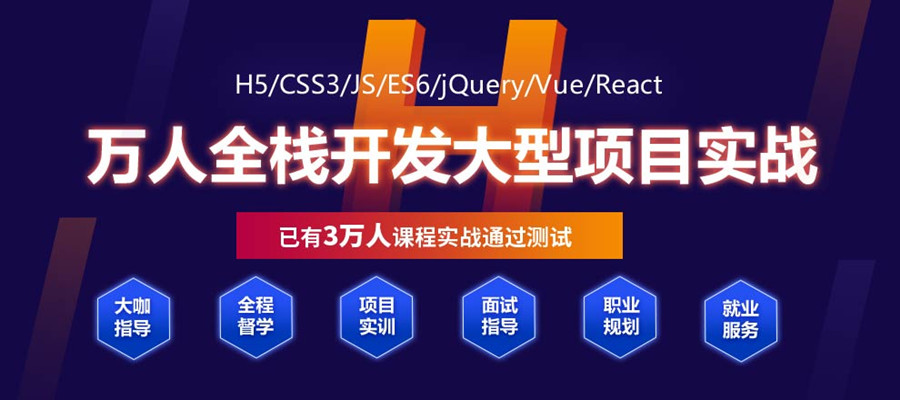 H5/CSS3/JS/ES6/jQuery/Vue/React
万人全栈开发大型项目实战
已有3万人课程实战通过测试
大咖
指导
全程
督学
项目
实训
面试
指导
职业
规划
就业
服务